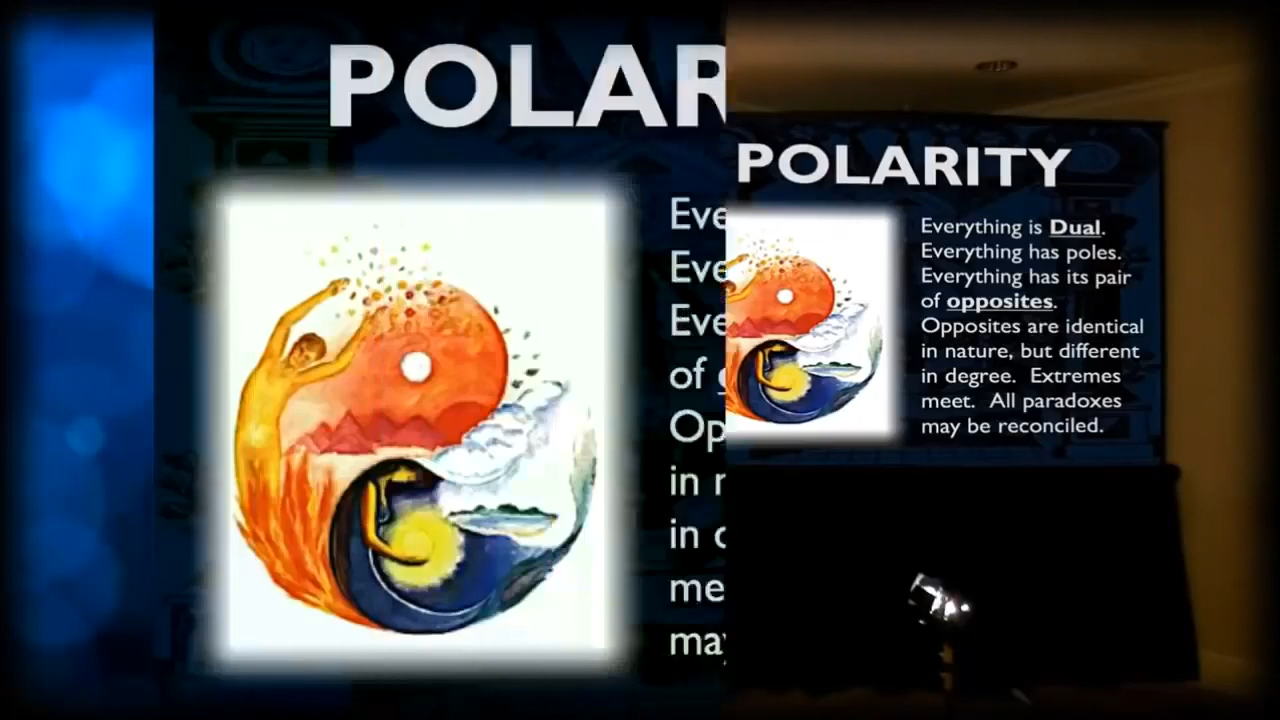 POLAR
Eve
Eve
Eve
of
Op
in
in
me
may
POLARITY
Everything is Dual.
Everything has poles.
Everything has its pair
of opposites.
Opposites are identical
in nature, but different
in degree. Extremes
meet. All paradoxes
may be reconciled.